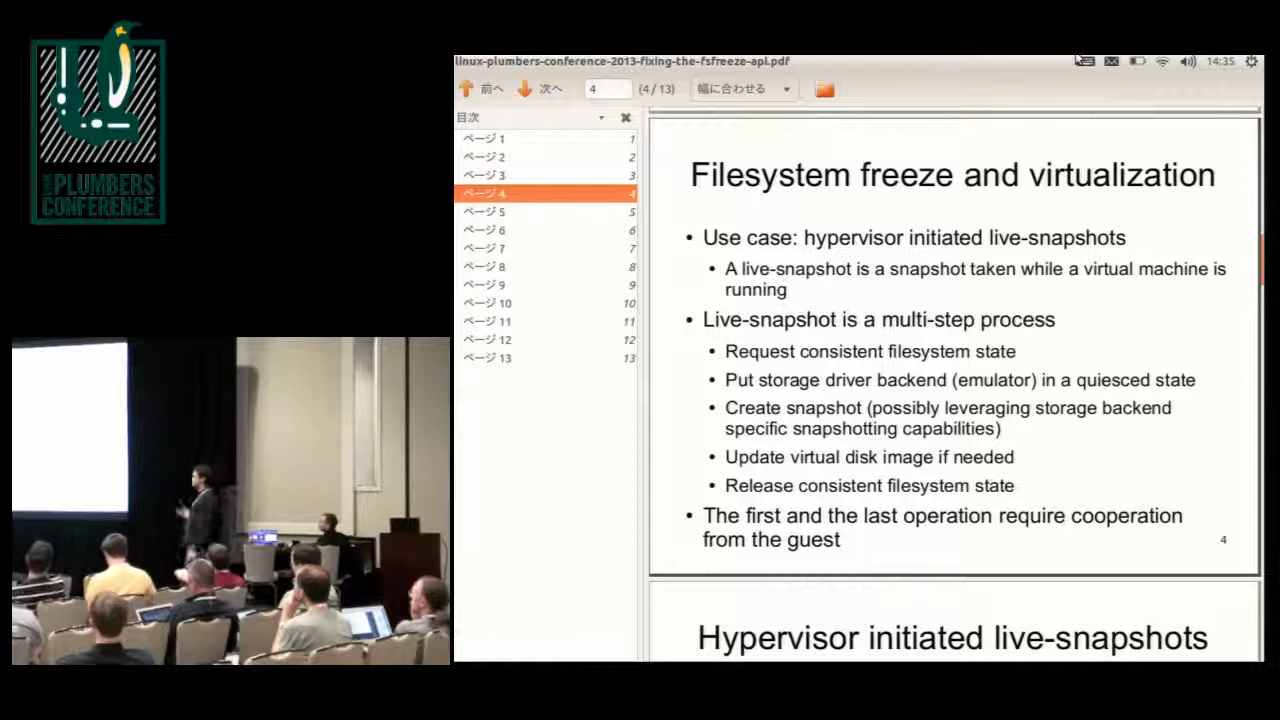 LINUX
PLUMBERS
CONFERENCE
linux-plumbers-conference-2013-fixing-the-fsfreeze-api.pdf
14:35
前へ
次へ
4
(4 / 13)
幅に合わせる
目次
ページ 1 1
ページ 2 2
ページ 3 3
ページ 4 4
ページ 5 5
ページ 6 6
ページ 7 7
ページ 8 8
ページ 9 9
ページ 10 10
ページ 11 11
ページ 12 12
ページ 13 13
Filesystem freeze and virtualization
• Use case: hypervisor initiated live-snapshots
• A live-snapshot is a snapshot taken while a virtual machine is
running
• Live-snapshot is a multi-step process
• Request consistent filesystem state
• Put storage driver backend (emulator) in a quiesced state
• Create snapshot (possibly leveraging storage backend
specific snapshotting capabilities)
• Update virtual disk image if needed
• Release consistent filesystem state
• The first and the last operation require cooperation
from the guest
4
Hypervisor initiated live-snapshots